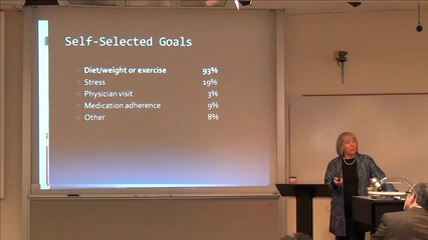 Self-Selected Goals
Diet/weight or exercise 93%
Stress 19%
Physician visit 3%
Medication adherence 9%
Other 8%